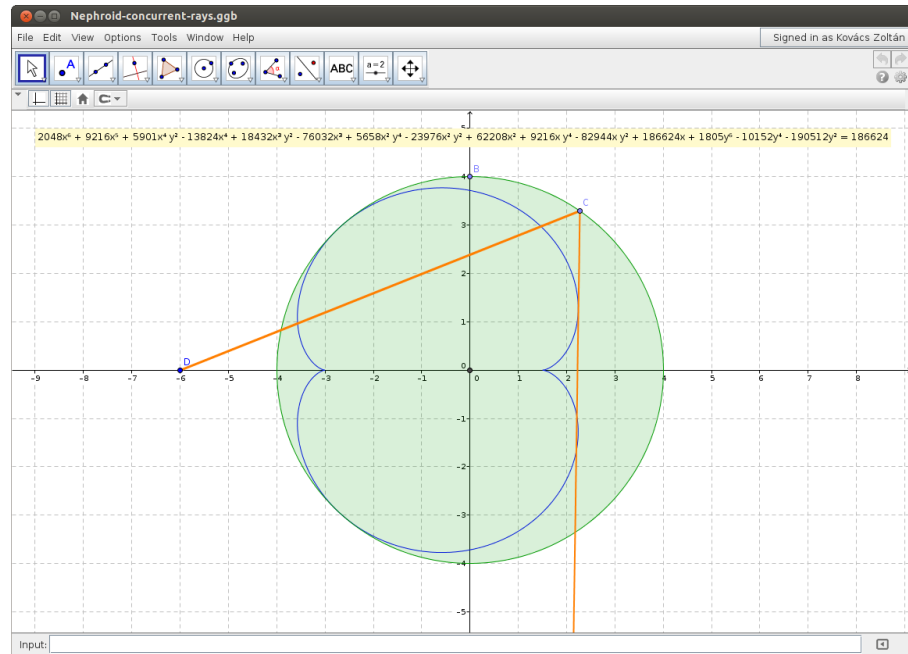 Nephroid-concurrent-rays.ggb
File Edit View Options Tools Window Help Signed in as Kovács Zoltán
ABC a=2
2048x⁶ + 9216x⁵ + 5901x⁴ y² -13824x⁴ + 18432x³ y² -76032x³ + 5658x² y⁴ -23976x² y² + 62208x² + 9216x y⁴ -82944x y² + 186624x + 1805y⁶ -10152y⁴ -190512y² = 186624
5
4 B
C
3
2
1
D 0
-9 -8 -7 -6 -5 -4 -3 -2 -1 0 1 2 3 4 5 6 7 8
-1
-2
-3
-4
-5
Input: